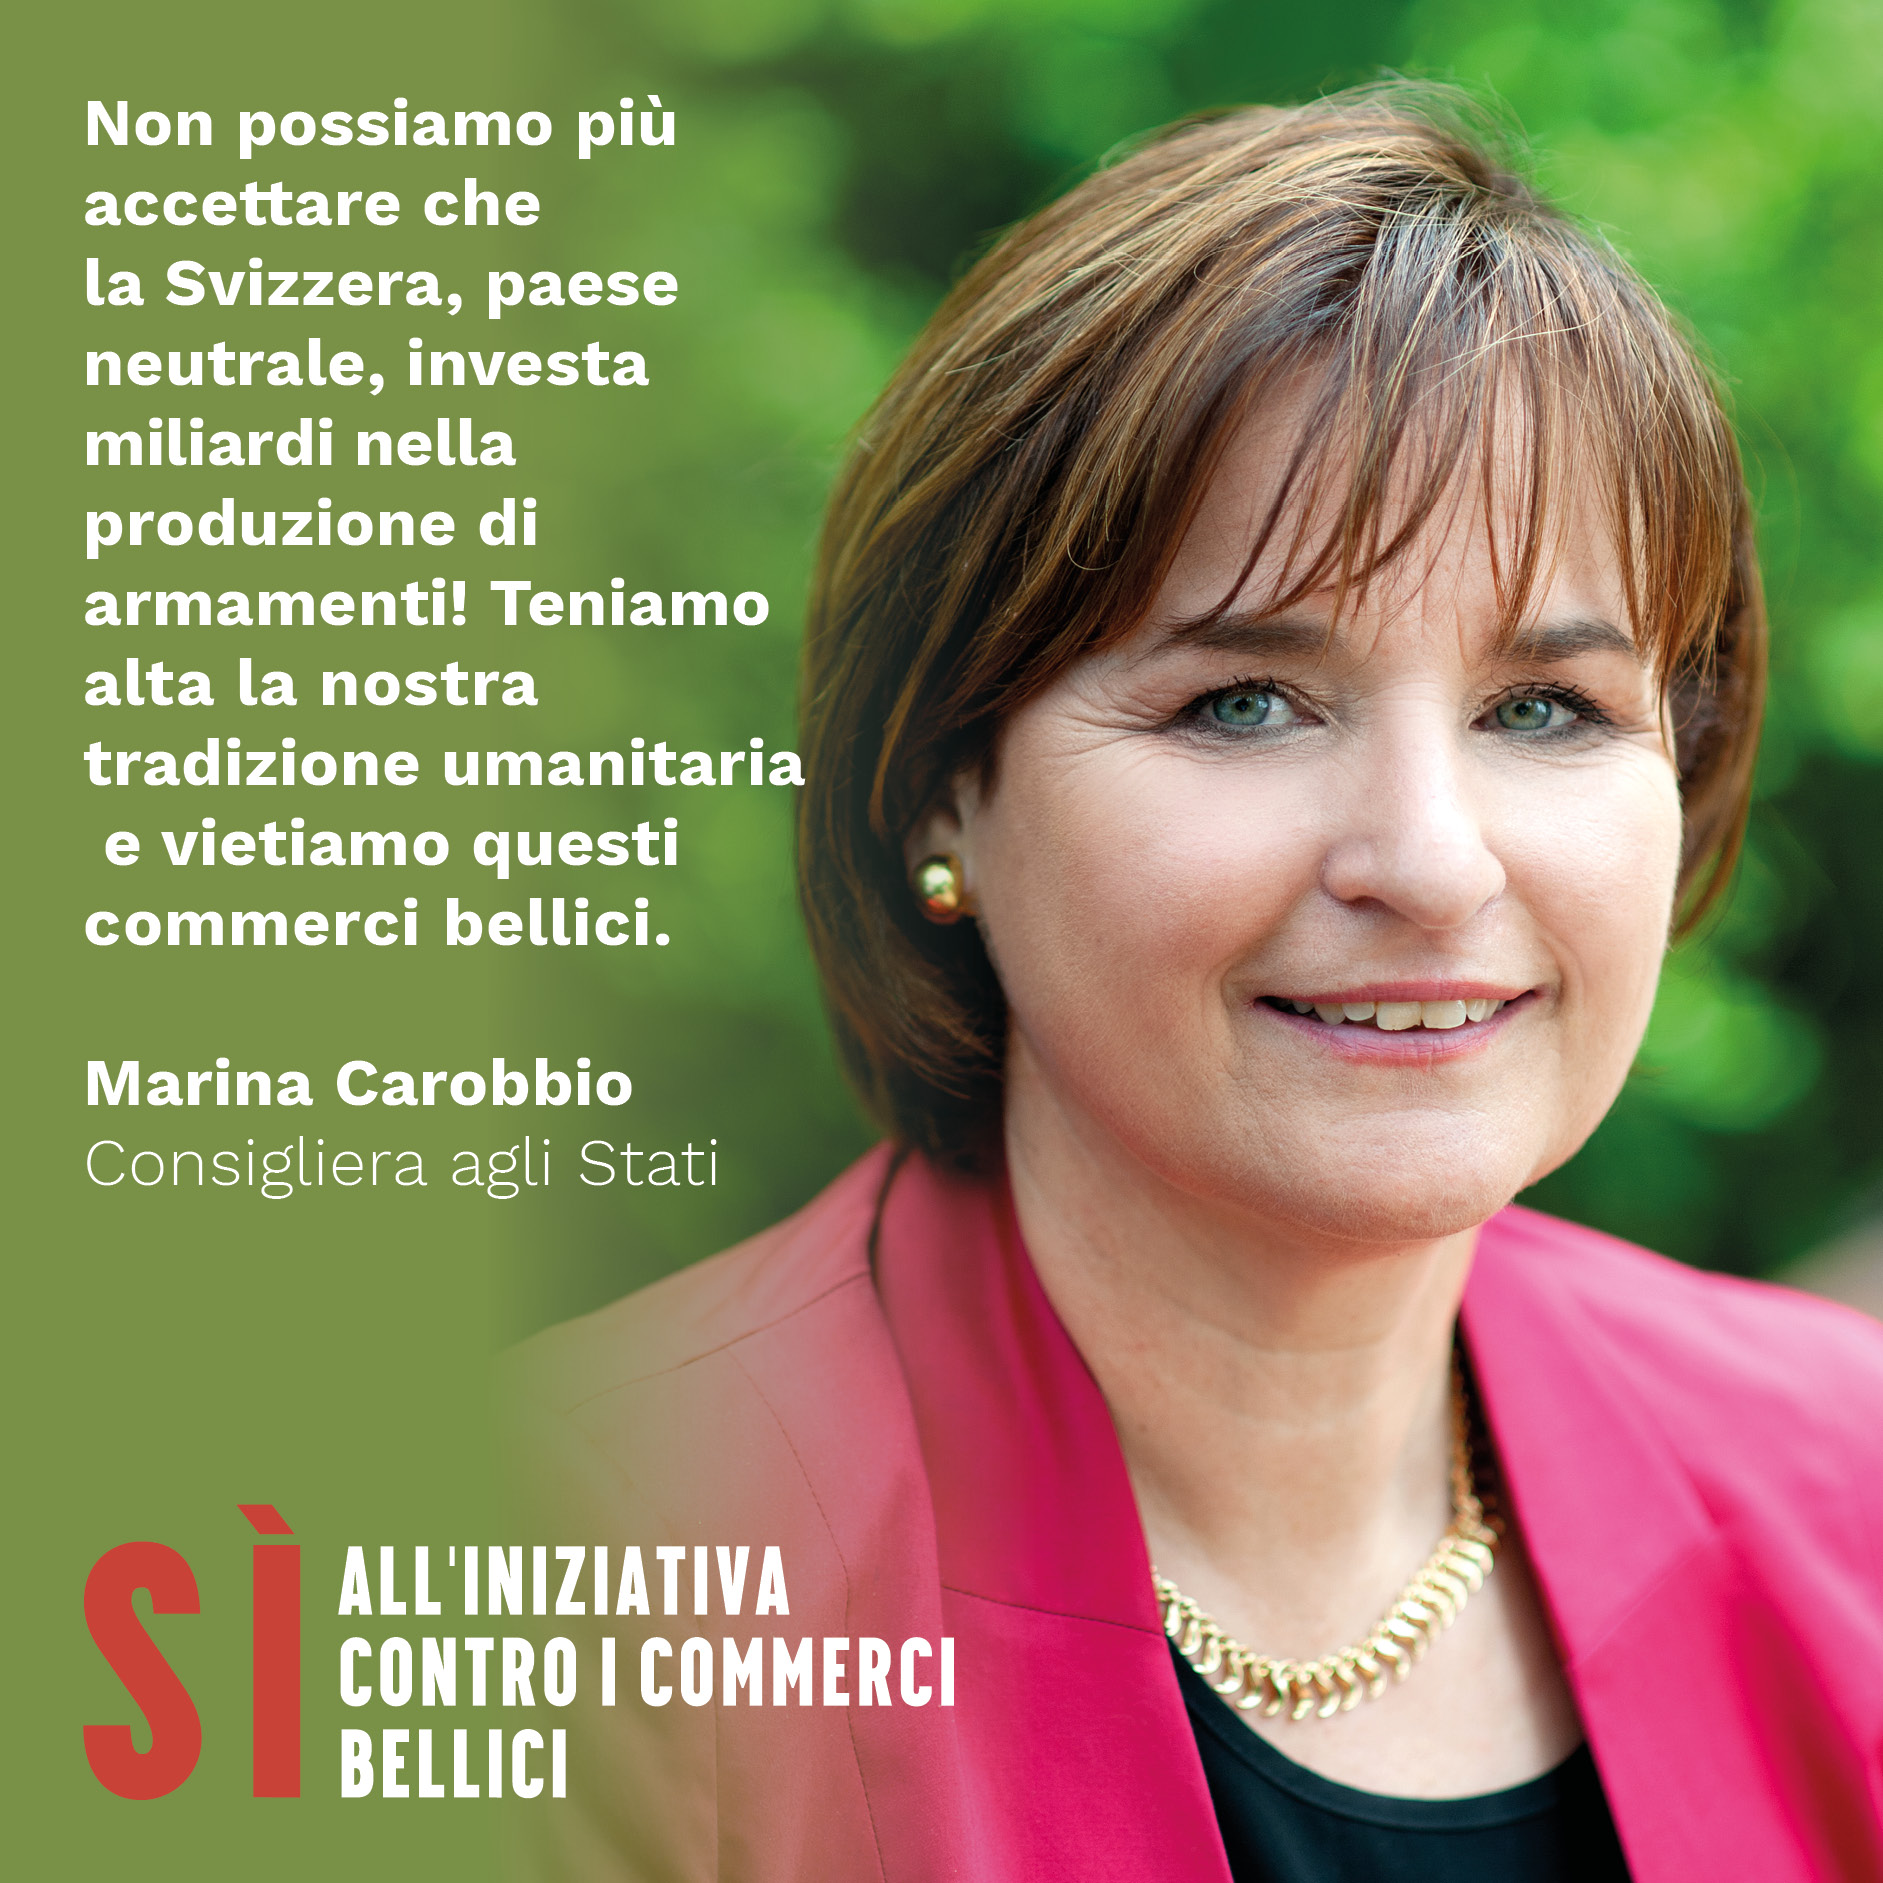 Non possiamo più
accettare che
la Svizzera, paese
neutrale, investa
miliardi nella
produzione di
armamenti! Teniamo
alta la nostra
tradizione umanitaria
e vietiamo questi
commerci bellici.
Marina Carobbio
Consigliera agli Stati
SÌ
ALL'INIZIATIVA
CONTRO I COMMERCI
BELLICI